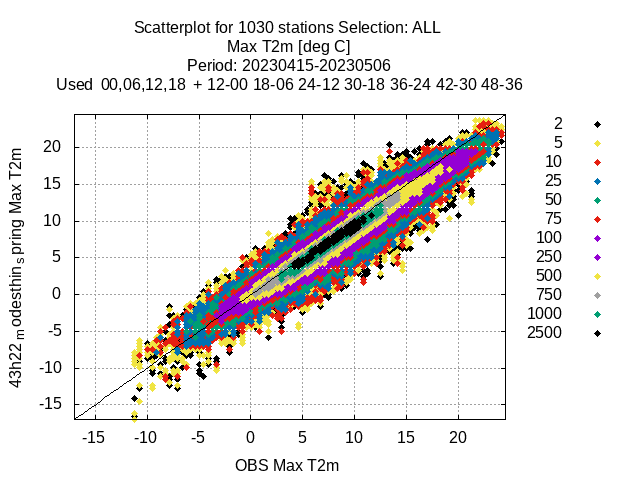 Scatterplot for 1030 stations Selection: ALL
Max T2m [deg C]
Period: 20230415-20230506
Used 00,06,12,18 + 12-00 18-06 24-12 30-18 36-24 42-30 48-36
43h22 m odesthin s pring Max T2m
20
15
10
5
0
-5
-10
-15
-15 -10 -5 0 5 10 15 20
OBS Max T2m
2
5
10
25
50
75
100
250
500
750
1000
2500